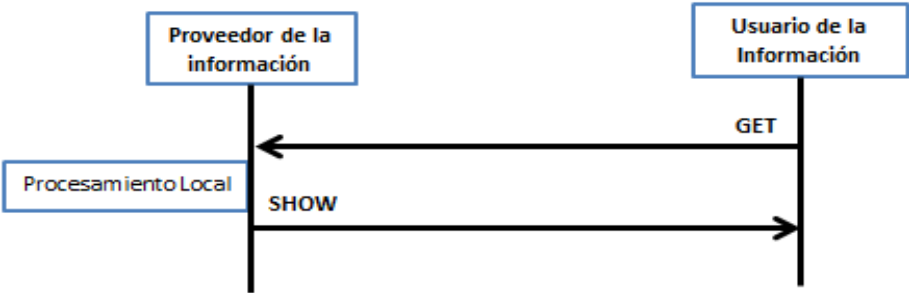 Proveedor de la
información
Usuario de la
Información
GET
Procesamiento Local
SHOW